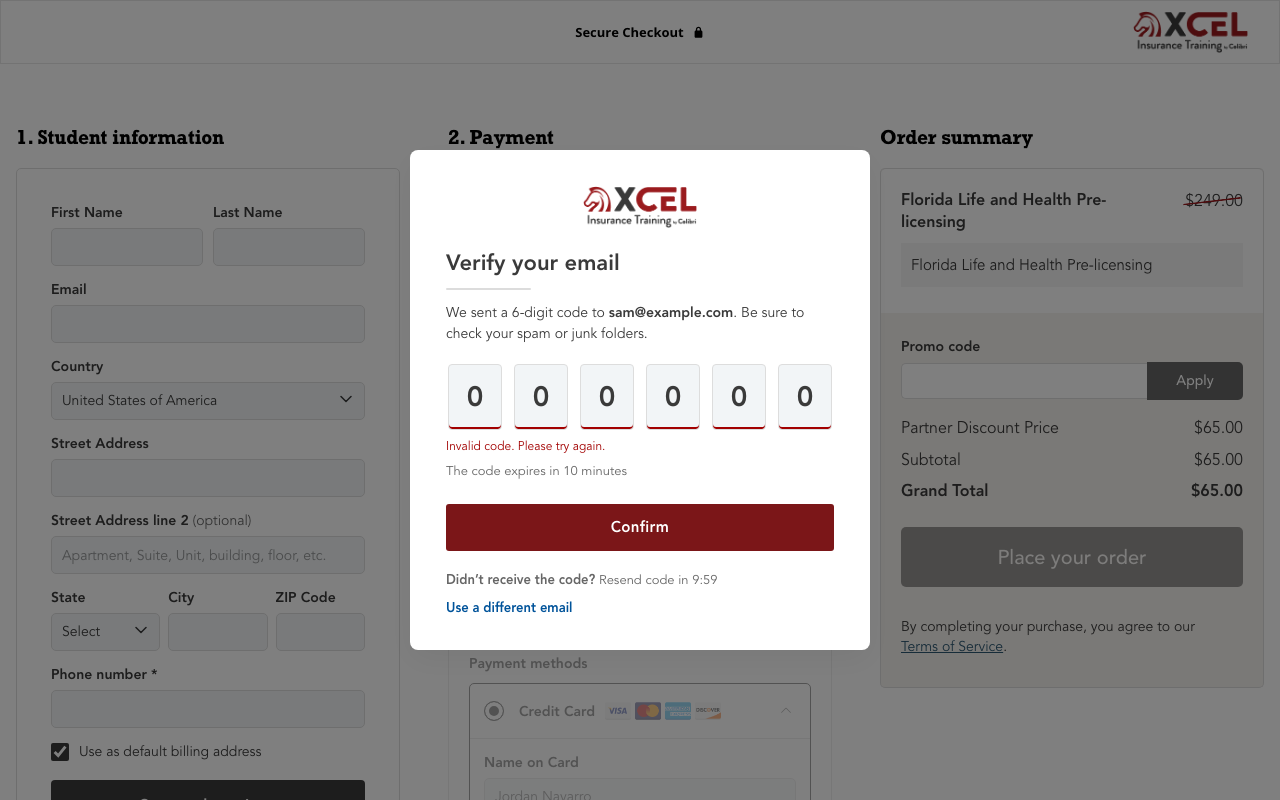 Secure Checkout
XCEL
Insurance Training by Calibri
1. Student information
First Name
Last Name
Email
Country
United States of America
Street Address
Street Address line 2 (optional)
Apartment, Suite, Unit, building, floor, etc.
State
City
ZIP Code
Select
Phone number *
Use as default billing address
2. Payment
XCEL
Insurance Training by Calibri
Verify your email
We sent a 6-digit code to sam@example.com. Be sure to
check your spam or junk folders.
0 0 0 0 0 0
Invalid code. Please try again.
The code expires in 10 minutes
Confirm
Didn't receive the code? Resend code in 9:59
Use a different email
Payment methods
Credit Card VISA DISCOVER
Name on Card
Jordan Navarro
Order summary
Florida Life and Health Pre-
licensing
$249.00
Florida Life and Health Pre-licensing
Promo code
Apply
Partner Discount Price $65.00
Subtotal $65.00
Grand Total $65.00
Place your order
By completing your purchase, you agree to our
Terms of Service.